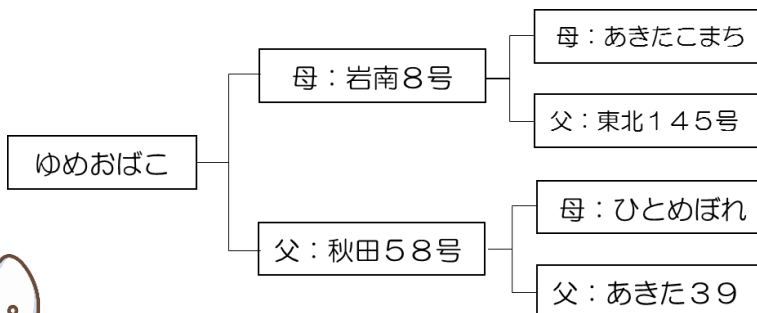 母：あきたこまち
母：岩南８号
父：東北１４５号
ゆめおばこ
母：ひとめぼれ
父：秋田５８号
父：あきた３９